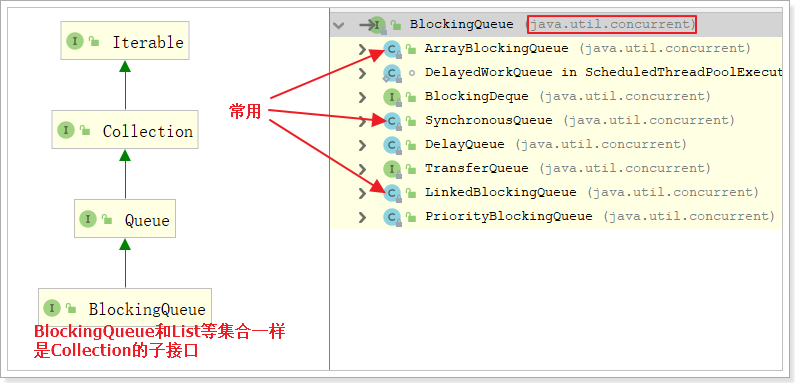 Iterable
Collection
Queue
BlockingQueue
BlockingQueue和List等集合一样
是Collection的子接口
常用
BlockingQueue (java.util.concurrent)
ArrayBlockingQueue (java.util.concurrent)
DelayedWorkQueue in ScheduledThreadPoolExecut
BlockingDeque (java.util.concurrent)
SynchronousQueue (java.util.concurrent)
DelayQueue (java.util.concurrent)
TransferQueue (java.util.concurrent)
LinkedBlockingQueue (java.util.concurrent)
PriorityBlockingQueue (java.util.concurrent)